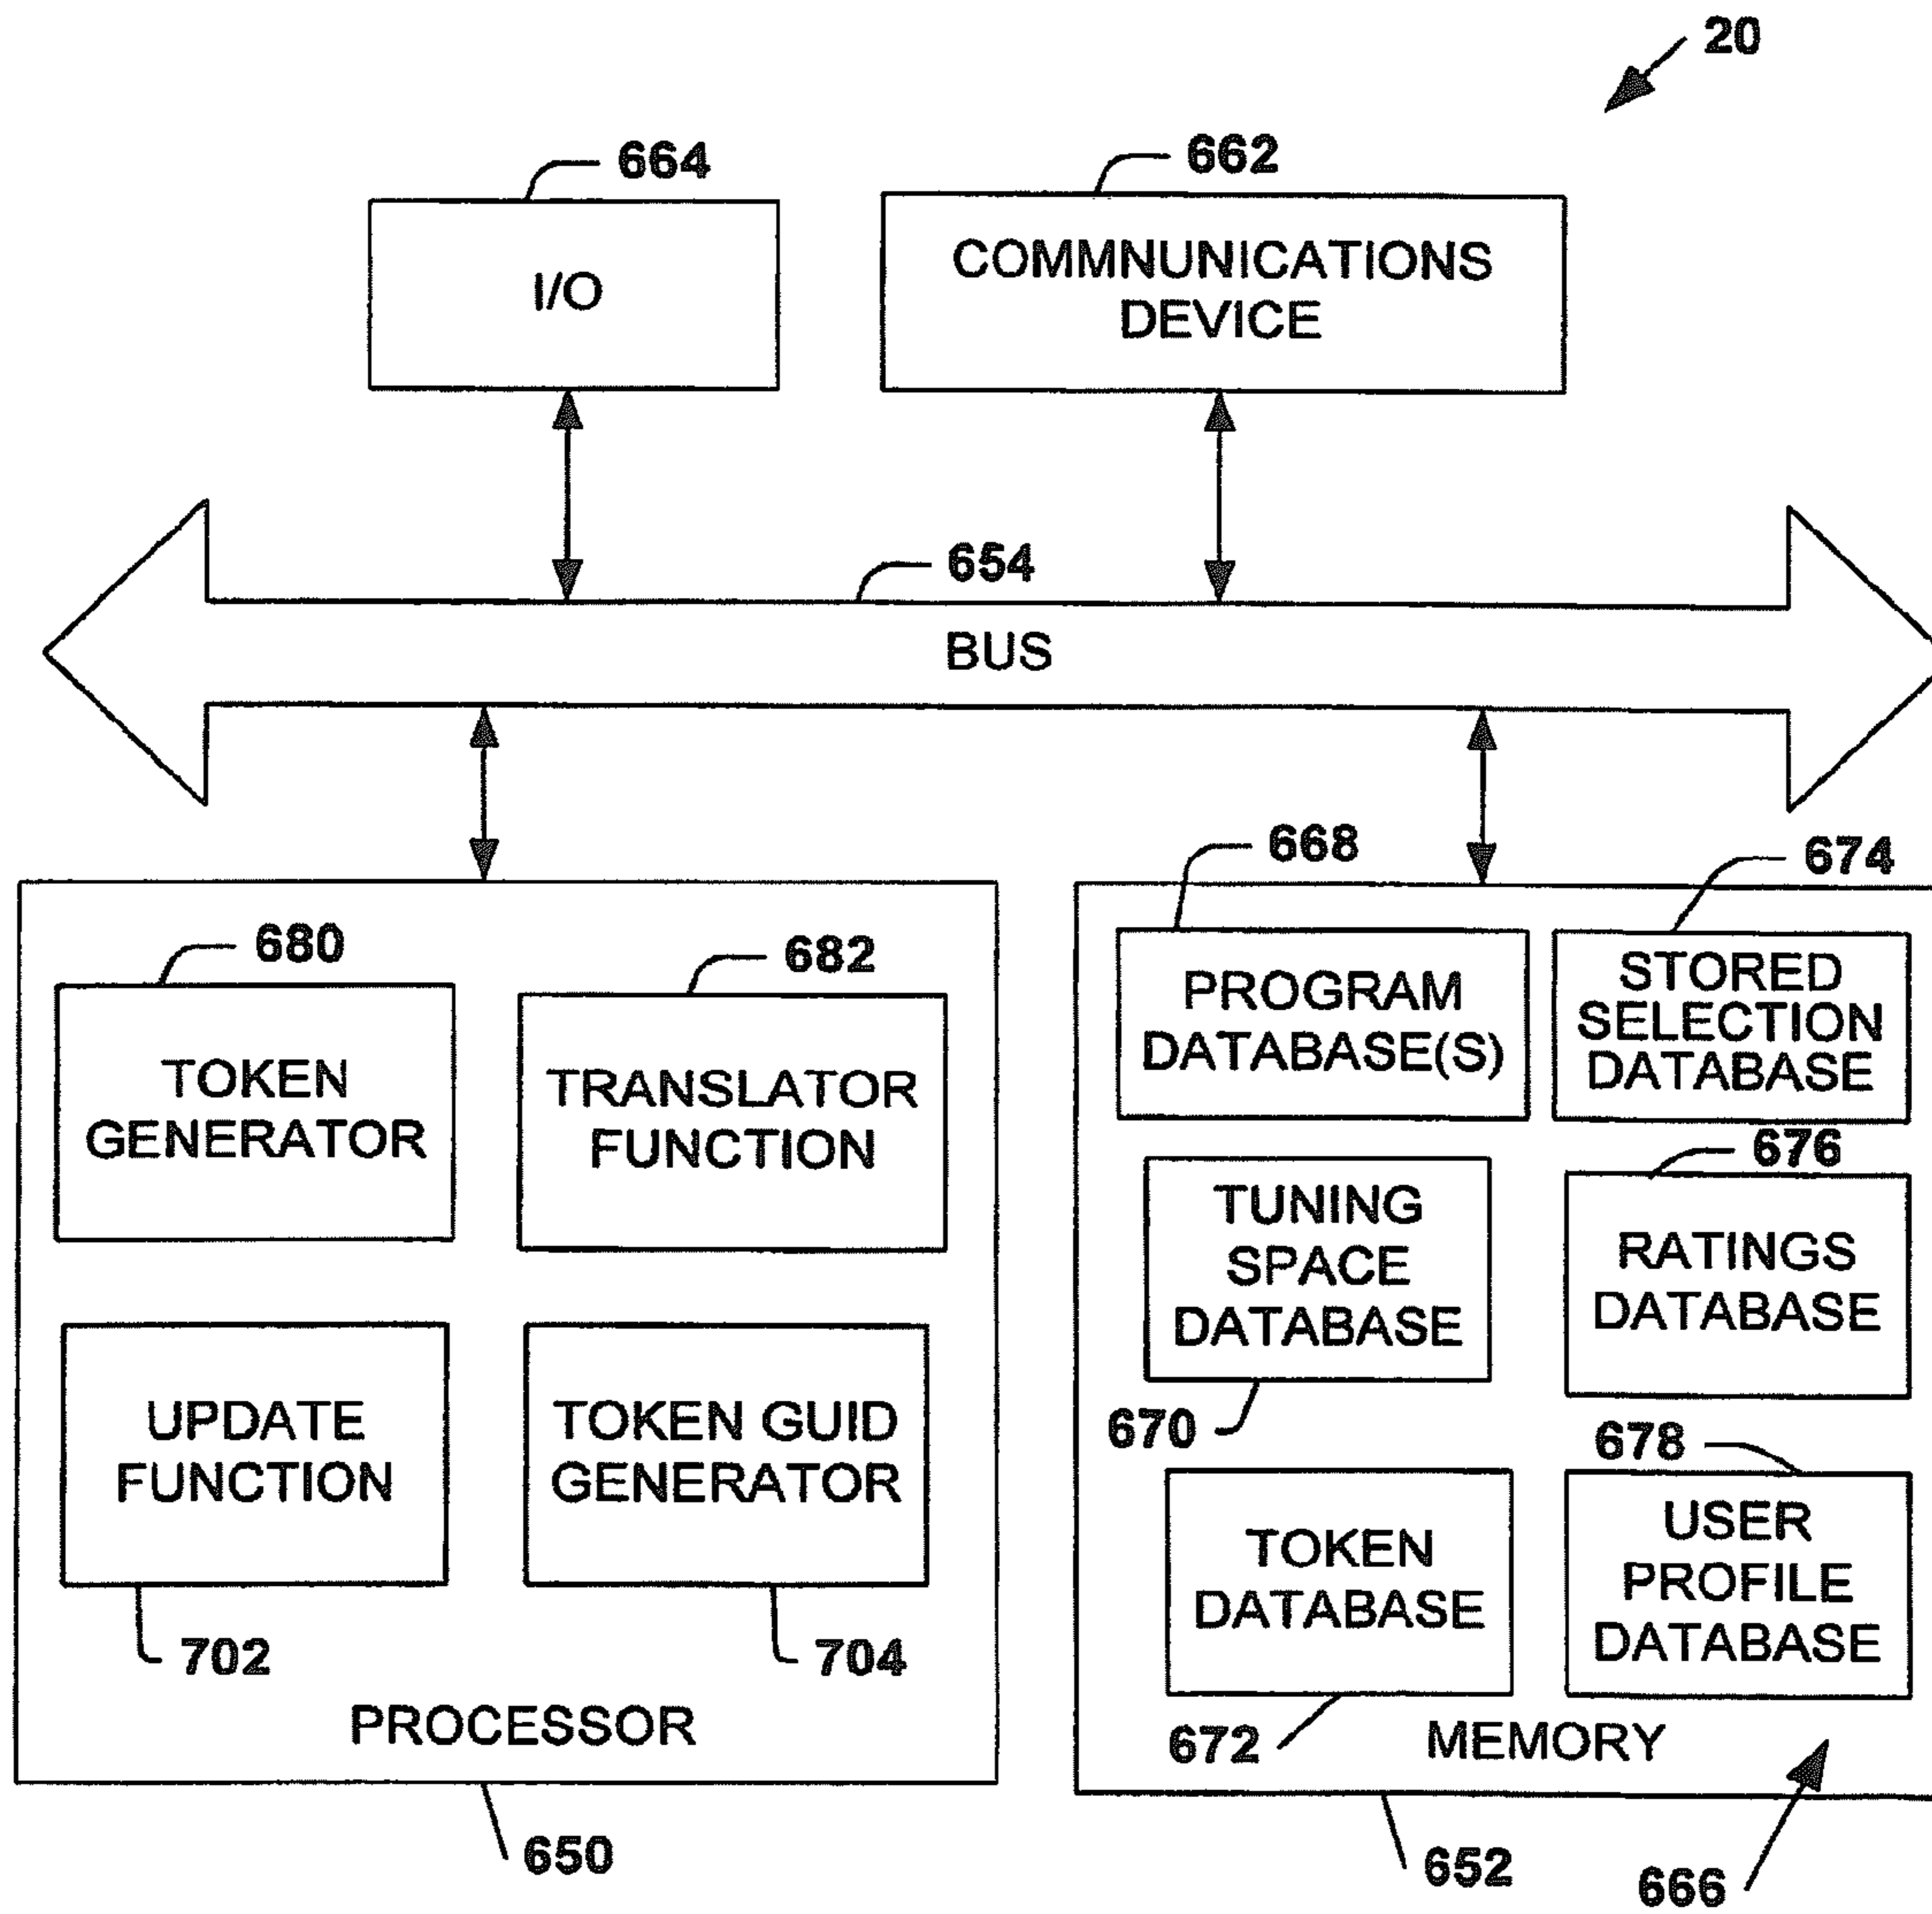 20
664
662
I/O
COMMNUNICATIONS
DEVICE
654
BUS
668
674
680
682
PROGRAM
DATABASE(S)
STORED
SELECTION
DATABASE
TOKEN
GENERATOR
TRANSLATOR
FUNCTION
676
TUNING
SPACE
DATABASE
RATINGS
DATABASE
670
678
UPDATE
FUNCTION
TOKEN GUID
GENERATOR
TOKEN
DATABASE
USER
PROFILE
DATABASE
702
704
672
PROCESSOR
MEMORY
650
652
666